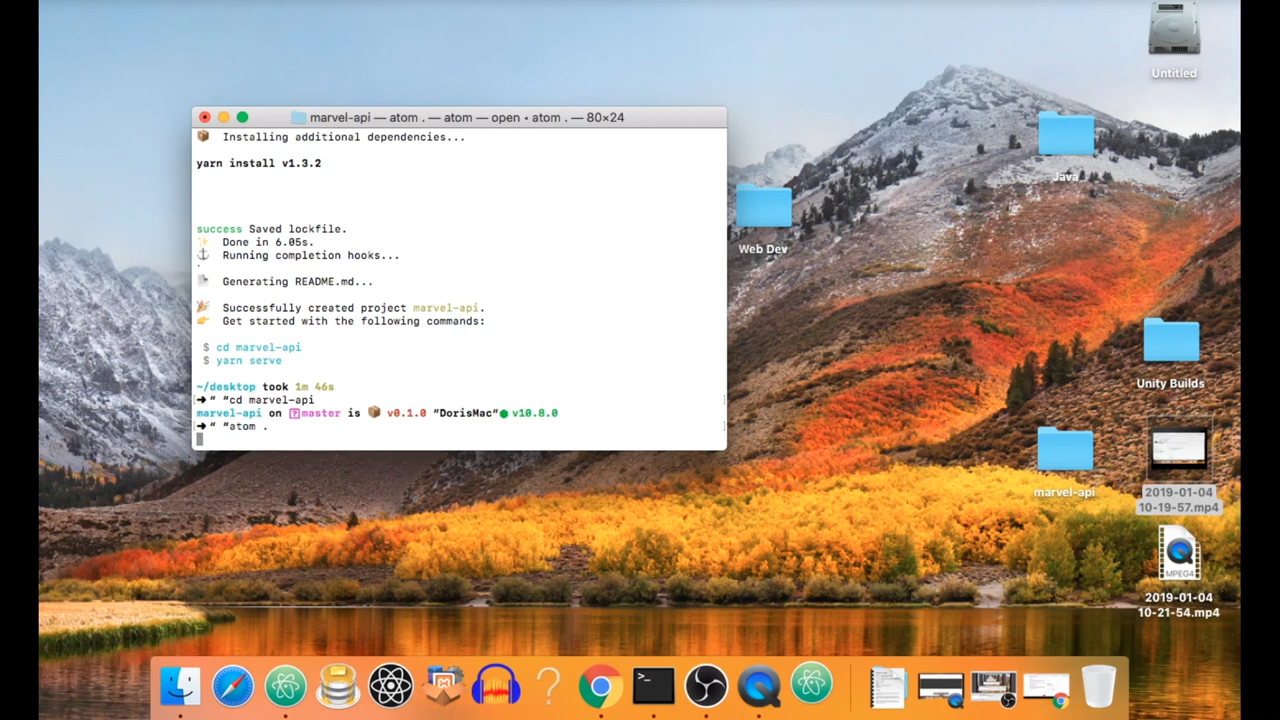 marvel-api — atom . — atom — open ◂ atom . — 80×24
📦 Installing additional dependencies...
yarn install v1.3.2
success Saved lockfile.
✨ Done in 6.05s.
⚓ Running completion hooks...
📄 Generating README.md...
🎉 Successfully created project marvel-api.
👉 Get started with the following commands:
$ cd marvel-api
$ yarn serve
~/desktop took 1m 46s
➜ “ “cd marvel-api
marvel-api on ?master is 📦 v0.1.0 ”DorisMac“⬢ v10.8.0
➜ “ “atom .
Untitled
Java
Web Dev
Unity Builds
marvel-api
2019-01-04
10-19-57.mp4
MPEG4
2019-01-04
10-21-54.mp4
>_